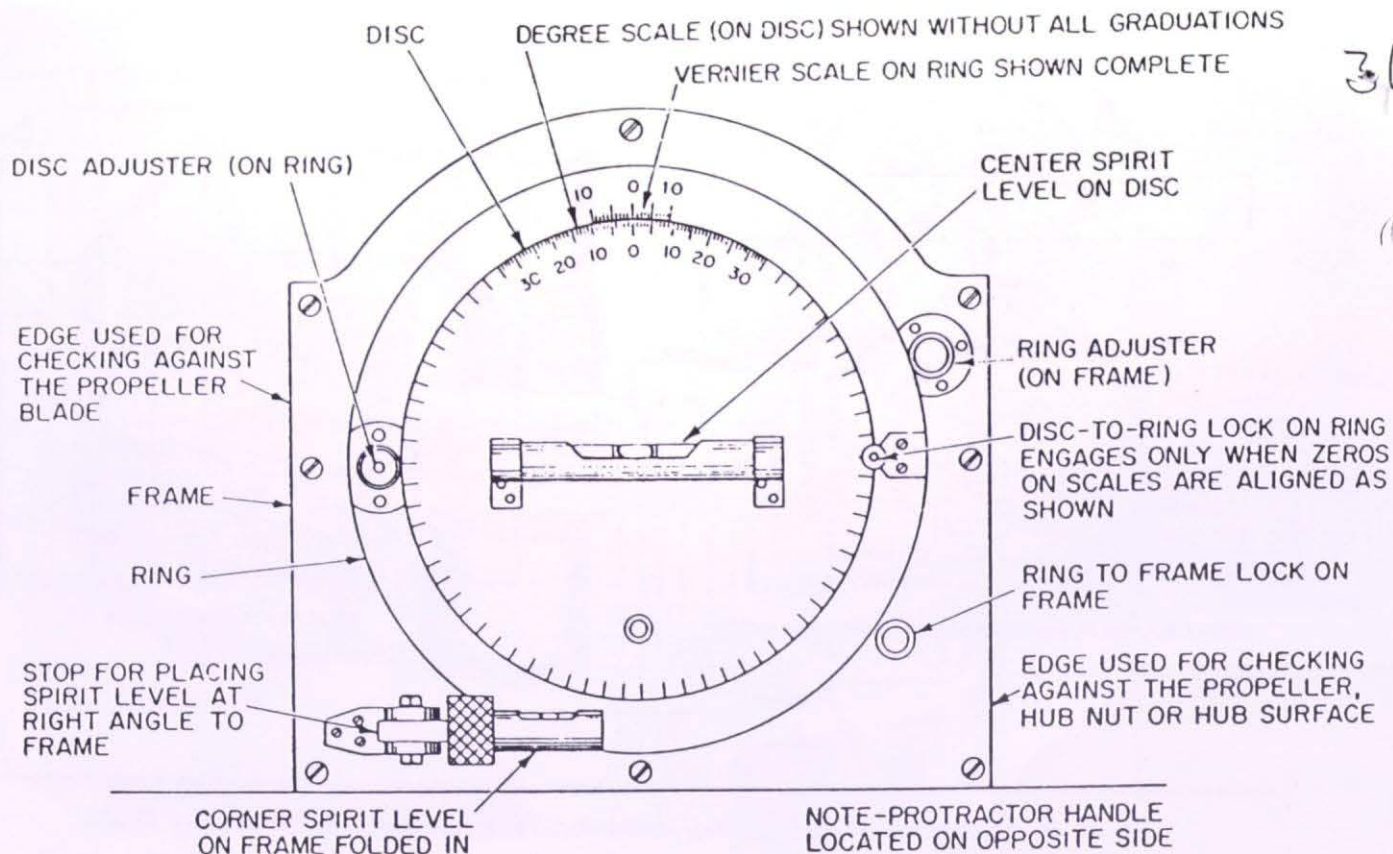 DISC
DEGREE SCALE (ON DISC) SHOWN WITHOUT ALL GRADUATIONS
VERNIER SCALE ON RING SHOWN COMPLETE
3.
DISC ADJUSTER (ON RING)
CENTER SPIRIT
LEVEL ON DISC
10 0 10
30 20 10 0 10 20 30
EDGE USED FOR
CHECKING AGAINST
THE PROPELLER
BLADE
RING ADJUSTER
(ON FRAME)
DISC-TO-RING LOCK ON RING
ENGAGES ONLY WHEN ZEROS
ON SCALES ARE ALIGNED AS
SHOWN
FRAME
RING
RING TO FRAME LOCK ON
FRAME
STOP FOR PLACING
SPIRIT LEVEL AT
RIGHT ANGLE TO
FRAME
EDGE USED FOR CHECKING
AGAINST THE PROPELLER,
HUB NUT OR HUB SURFACE
CORNER SPIRIT LEVEL
ON FRAME FOLDED IN
NOTE-PROTRACTOR HANDLE
LOCATED ON OPPOSITE SIDE